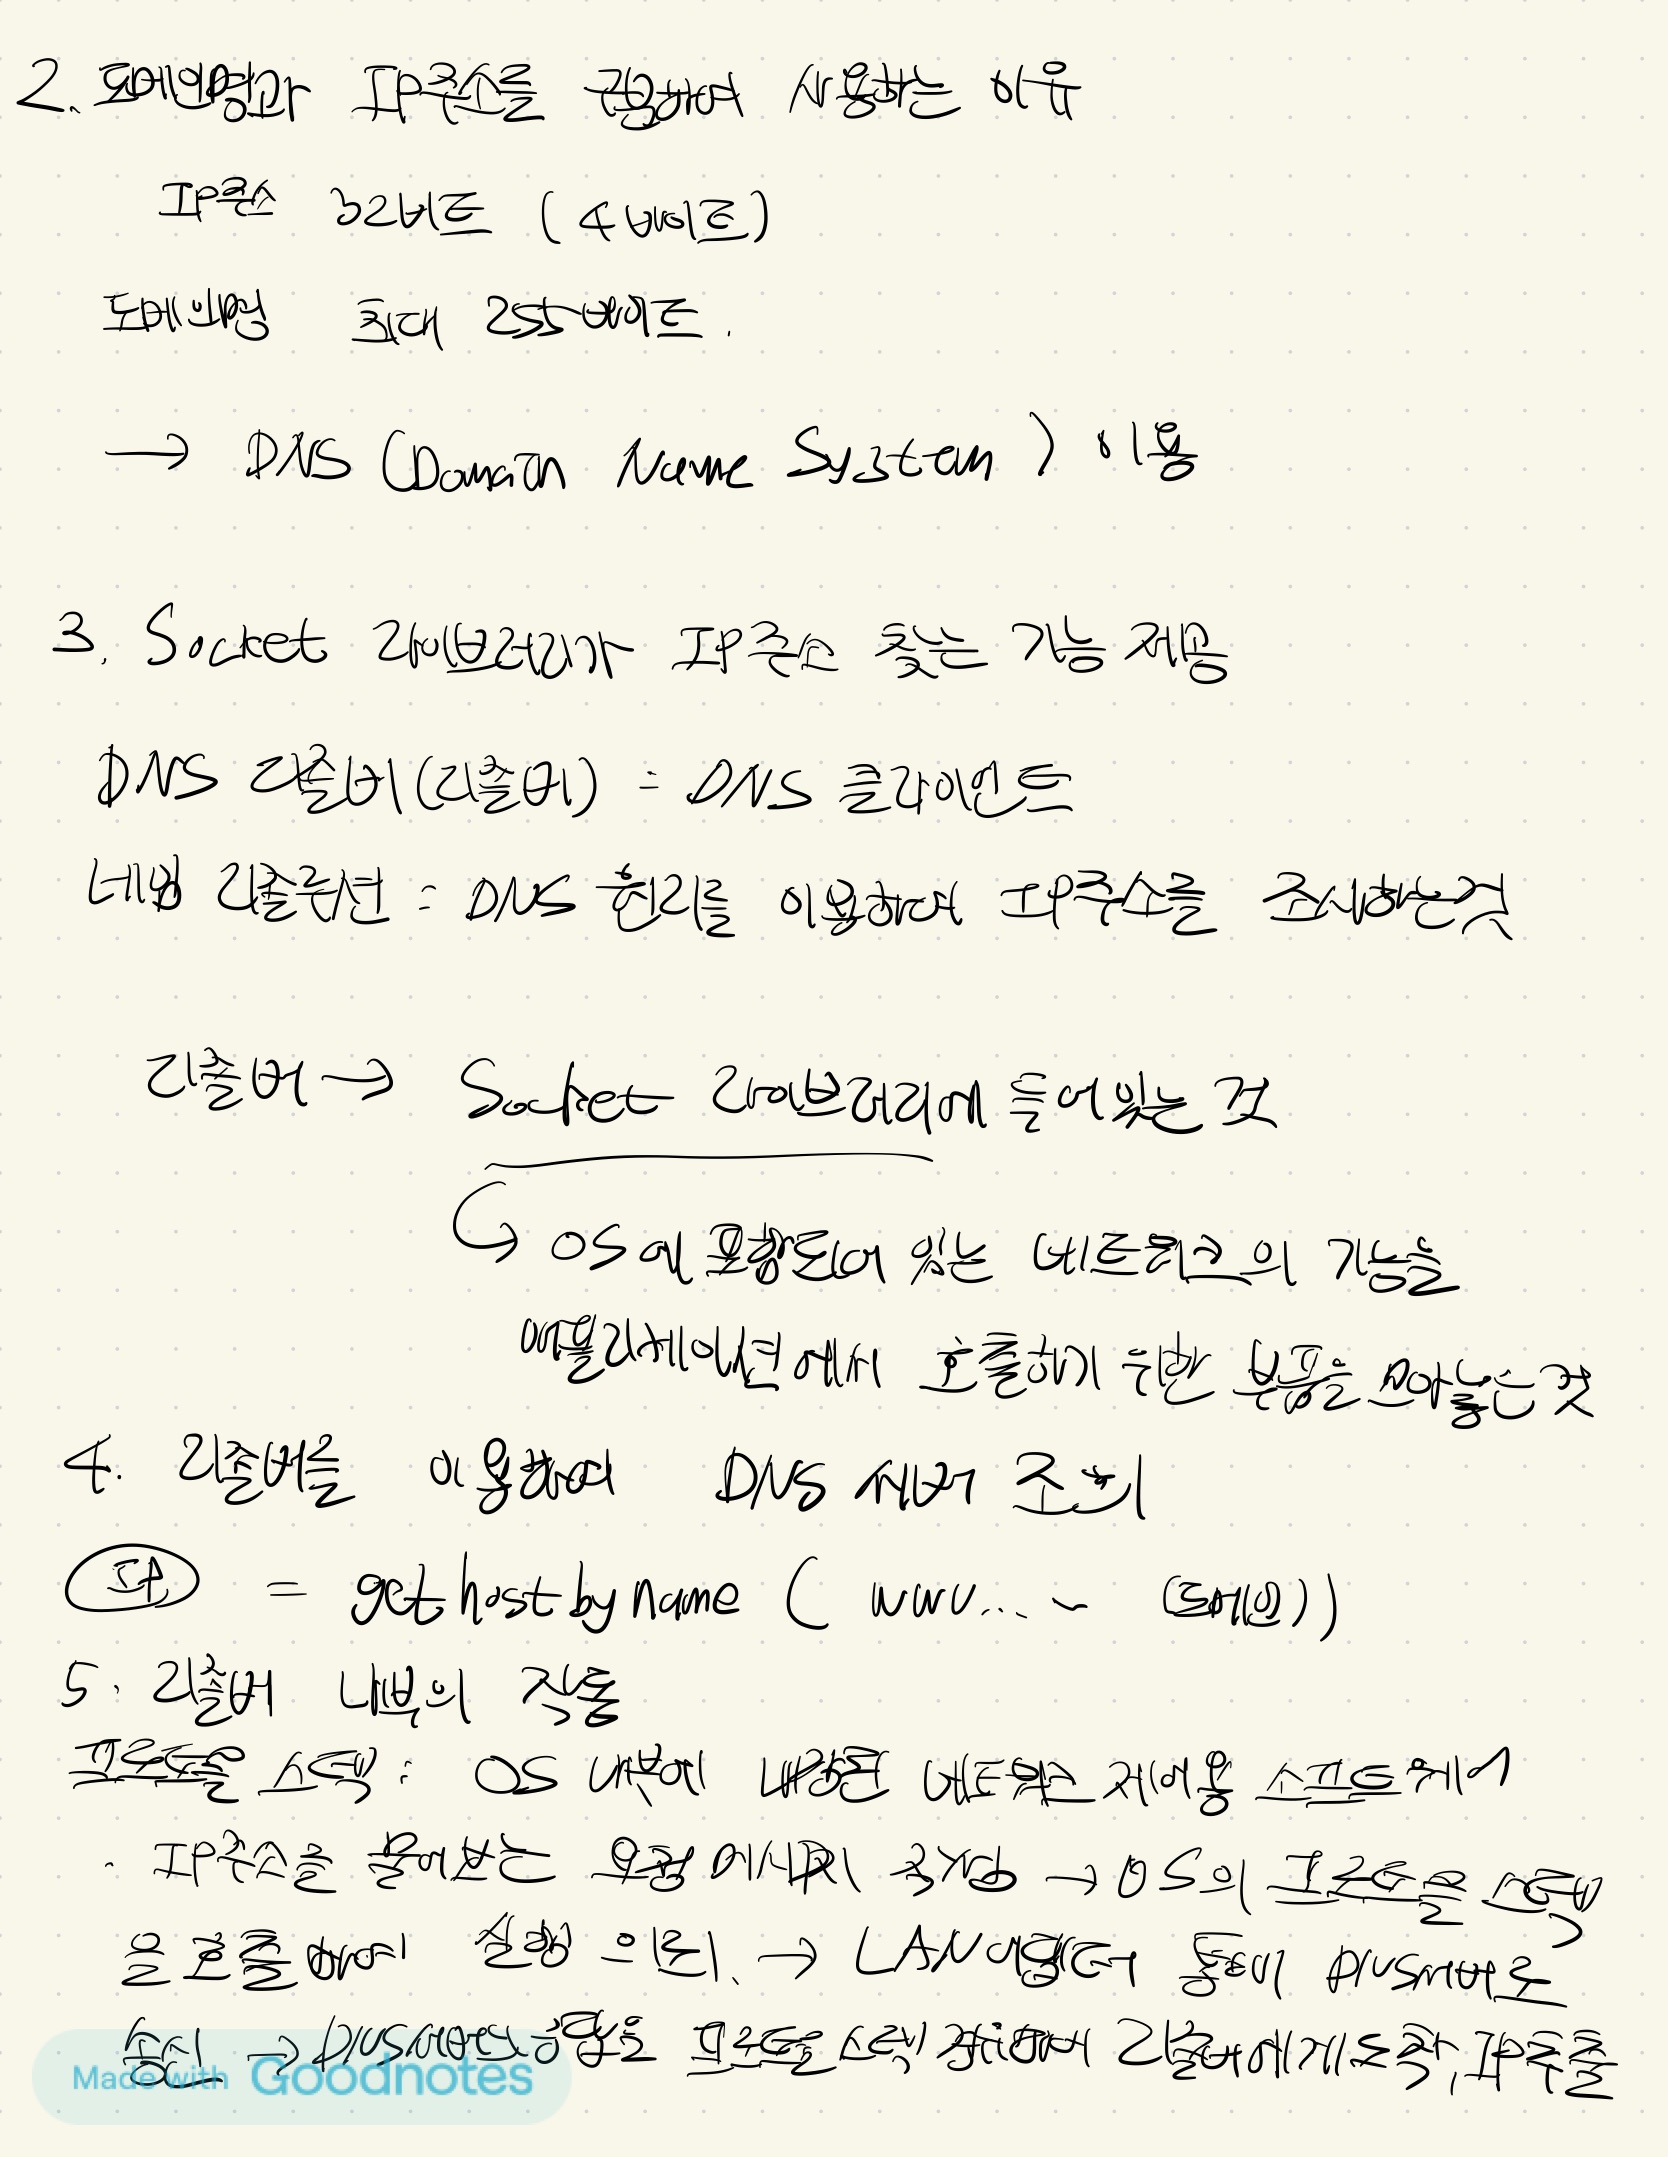 2. 도메인명과 IP주소를 구분하여 사용하는 이유
IP주소 32비트 (4바이트)
도메인명 최대 255바이트.
→ DNS (Domain Name System) 이용
3. Socket 라이브러리가 IP주소 찾는 기능 제공
DNS 리졸버(리졸버) = DNS 클라이언트
네임 리졸루션 = DNS 원리를 이용하여 IP주소를 조사하는것
리졸버 → Socket 라이브러리에 들어있는 것
OS에 포함되어 있는 네트워크의 기능을
애플리케이션에서 호출하기 위한 부품을 모아놓은 것
4. 리졸버를 이용하여 DNS 서버 조회
IP = gethostbyname ( www... ~ (도메인))
5. 리졸버 내부의 작동
프로토콜 스택 : OS 내부에 내장된 네트워크 제어용 소프트웨어
· IP주소를 물어보는 요청 메시지 작성 → OS의 프로토콜 스택
을 호출하여 실행 의뢰. → LAN어댑터 통해 DNS서버로
송신 → DNS서버의 응답을 프로토콜 스택 경유하여 리졸버에게 도착, IP추출
Made with Goodnotes